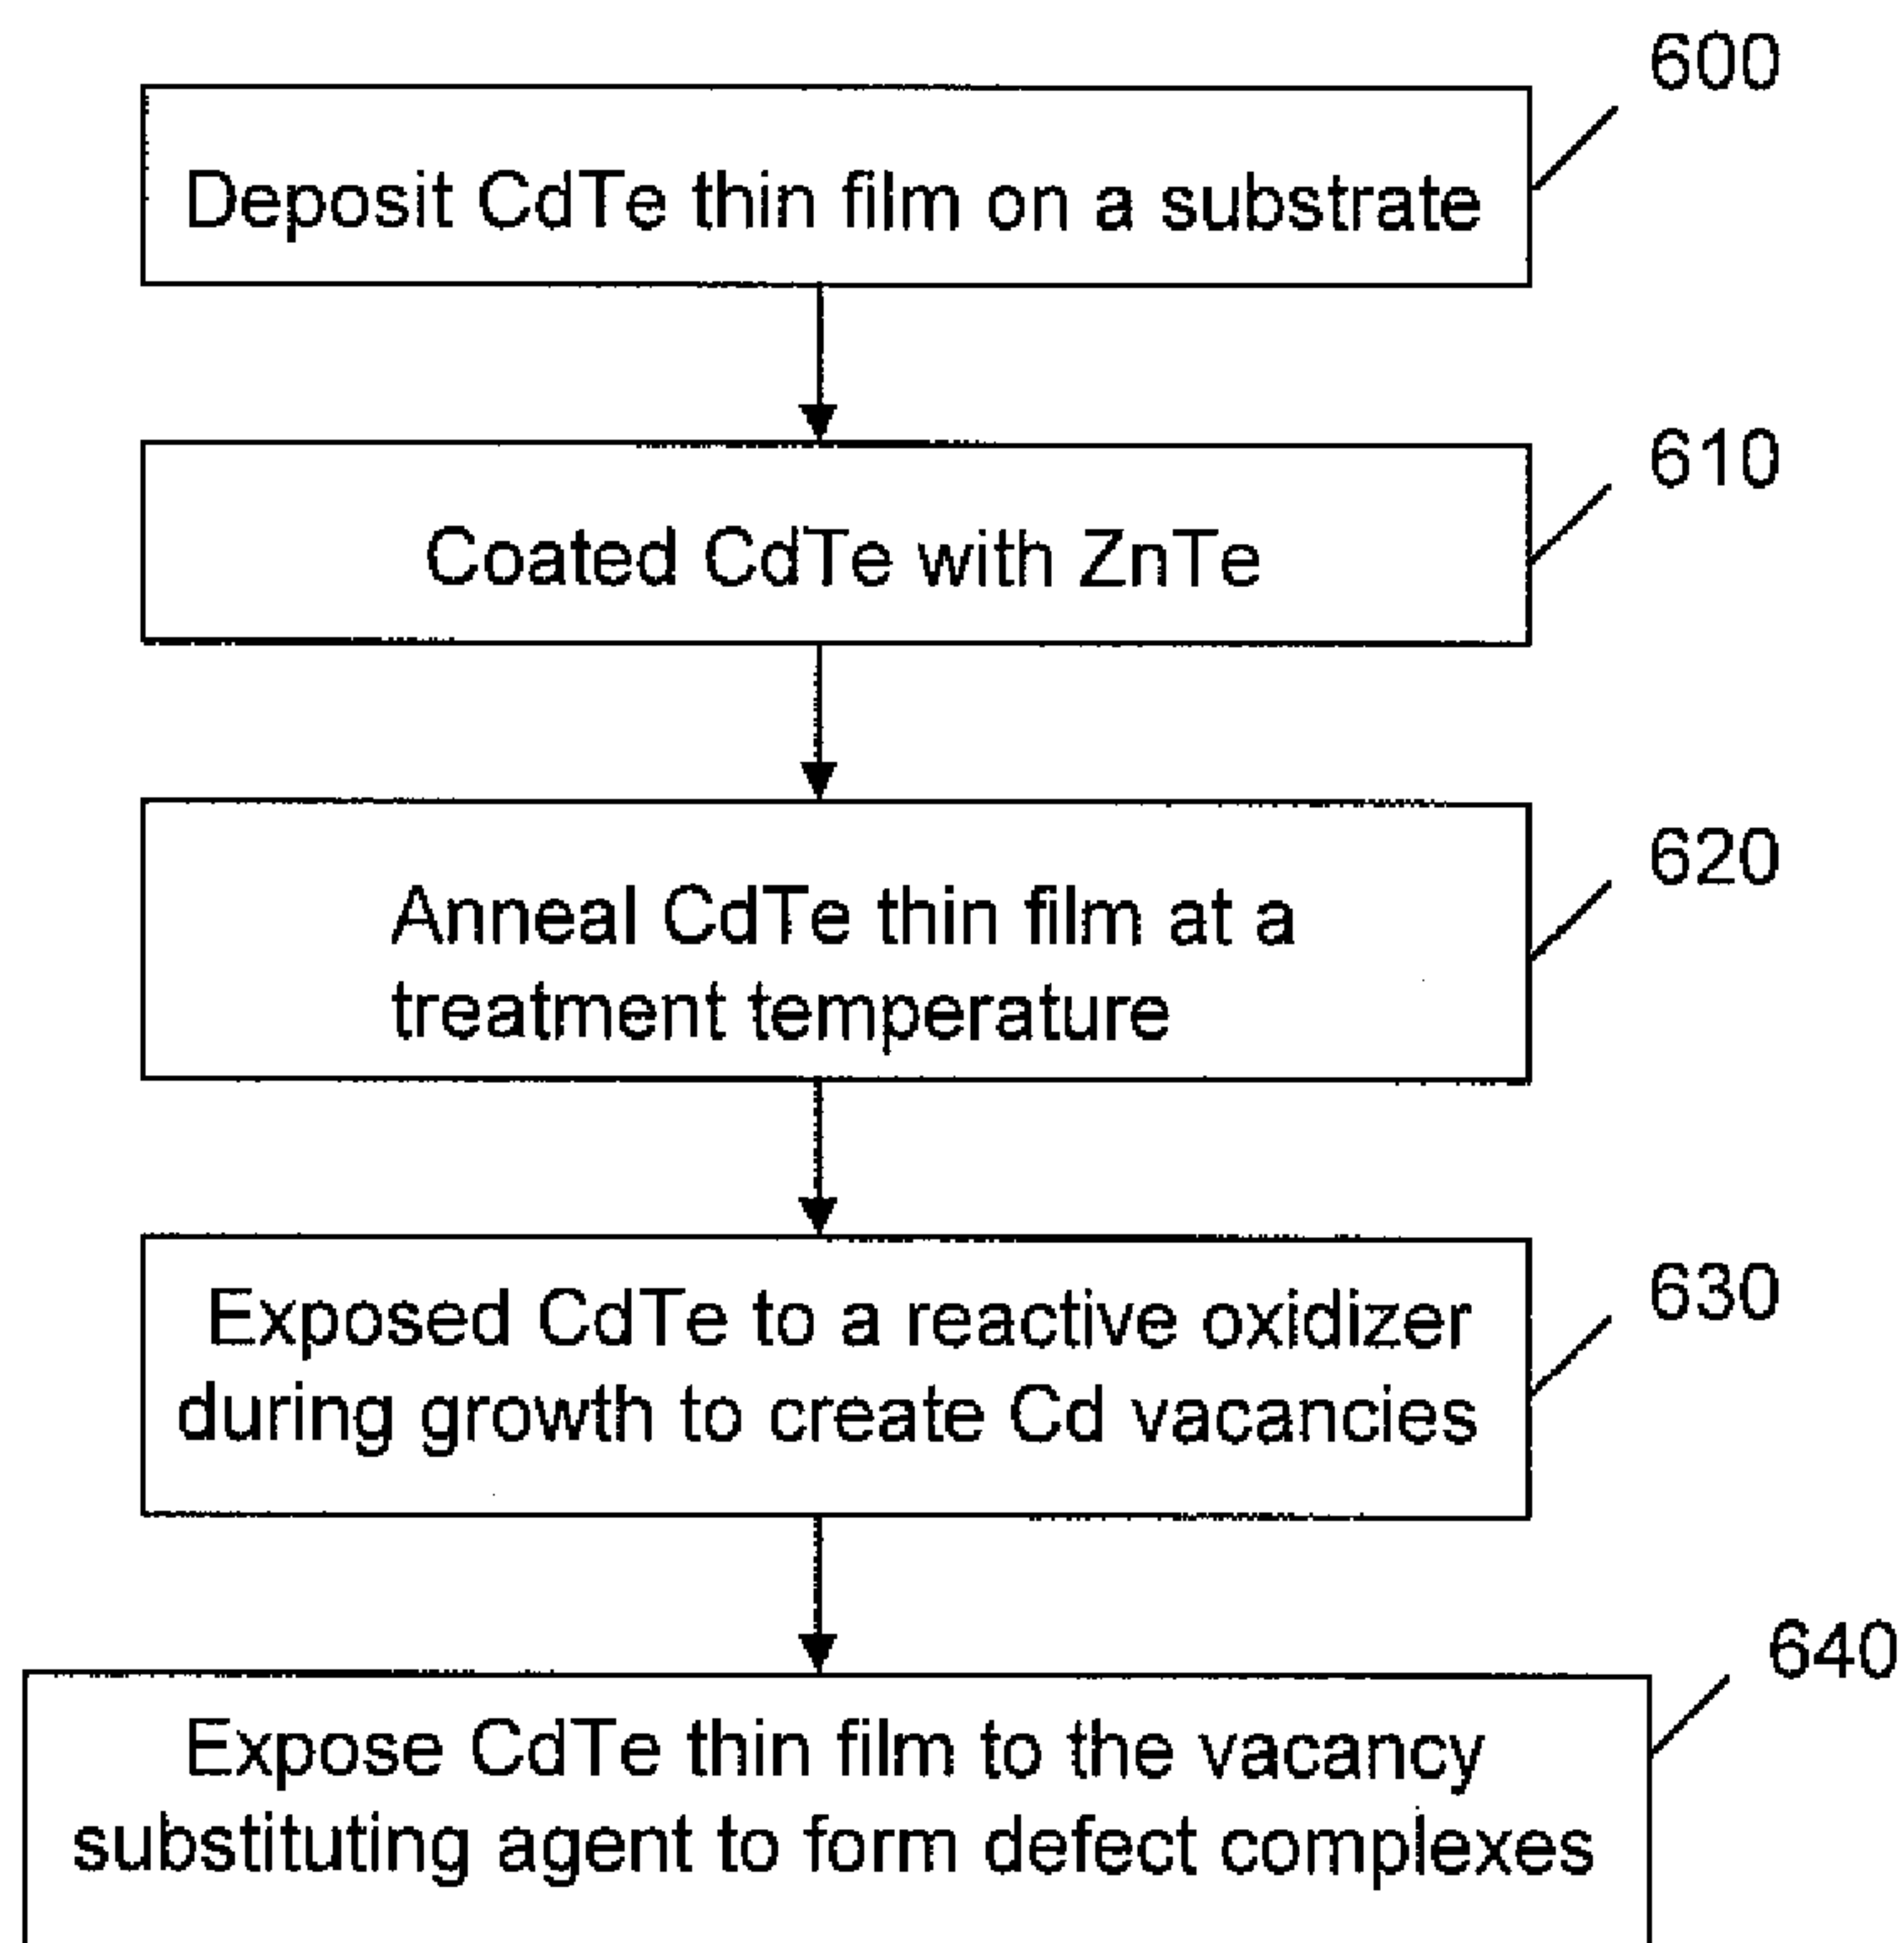 600
Deposit CdTe thin film on a substrate
610
Coated CdTe with ZnTe
620
Anneal CdTe thin film at a
treatment temperature
630
Exposed CdTe to a reactive oxidizer
during growth to create Cd vacancies
640
Expose CdTe thin film to the vacancy
substituting agent to form defect complexes